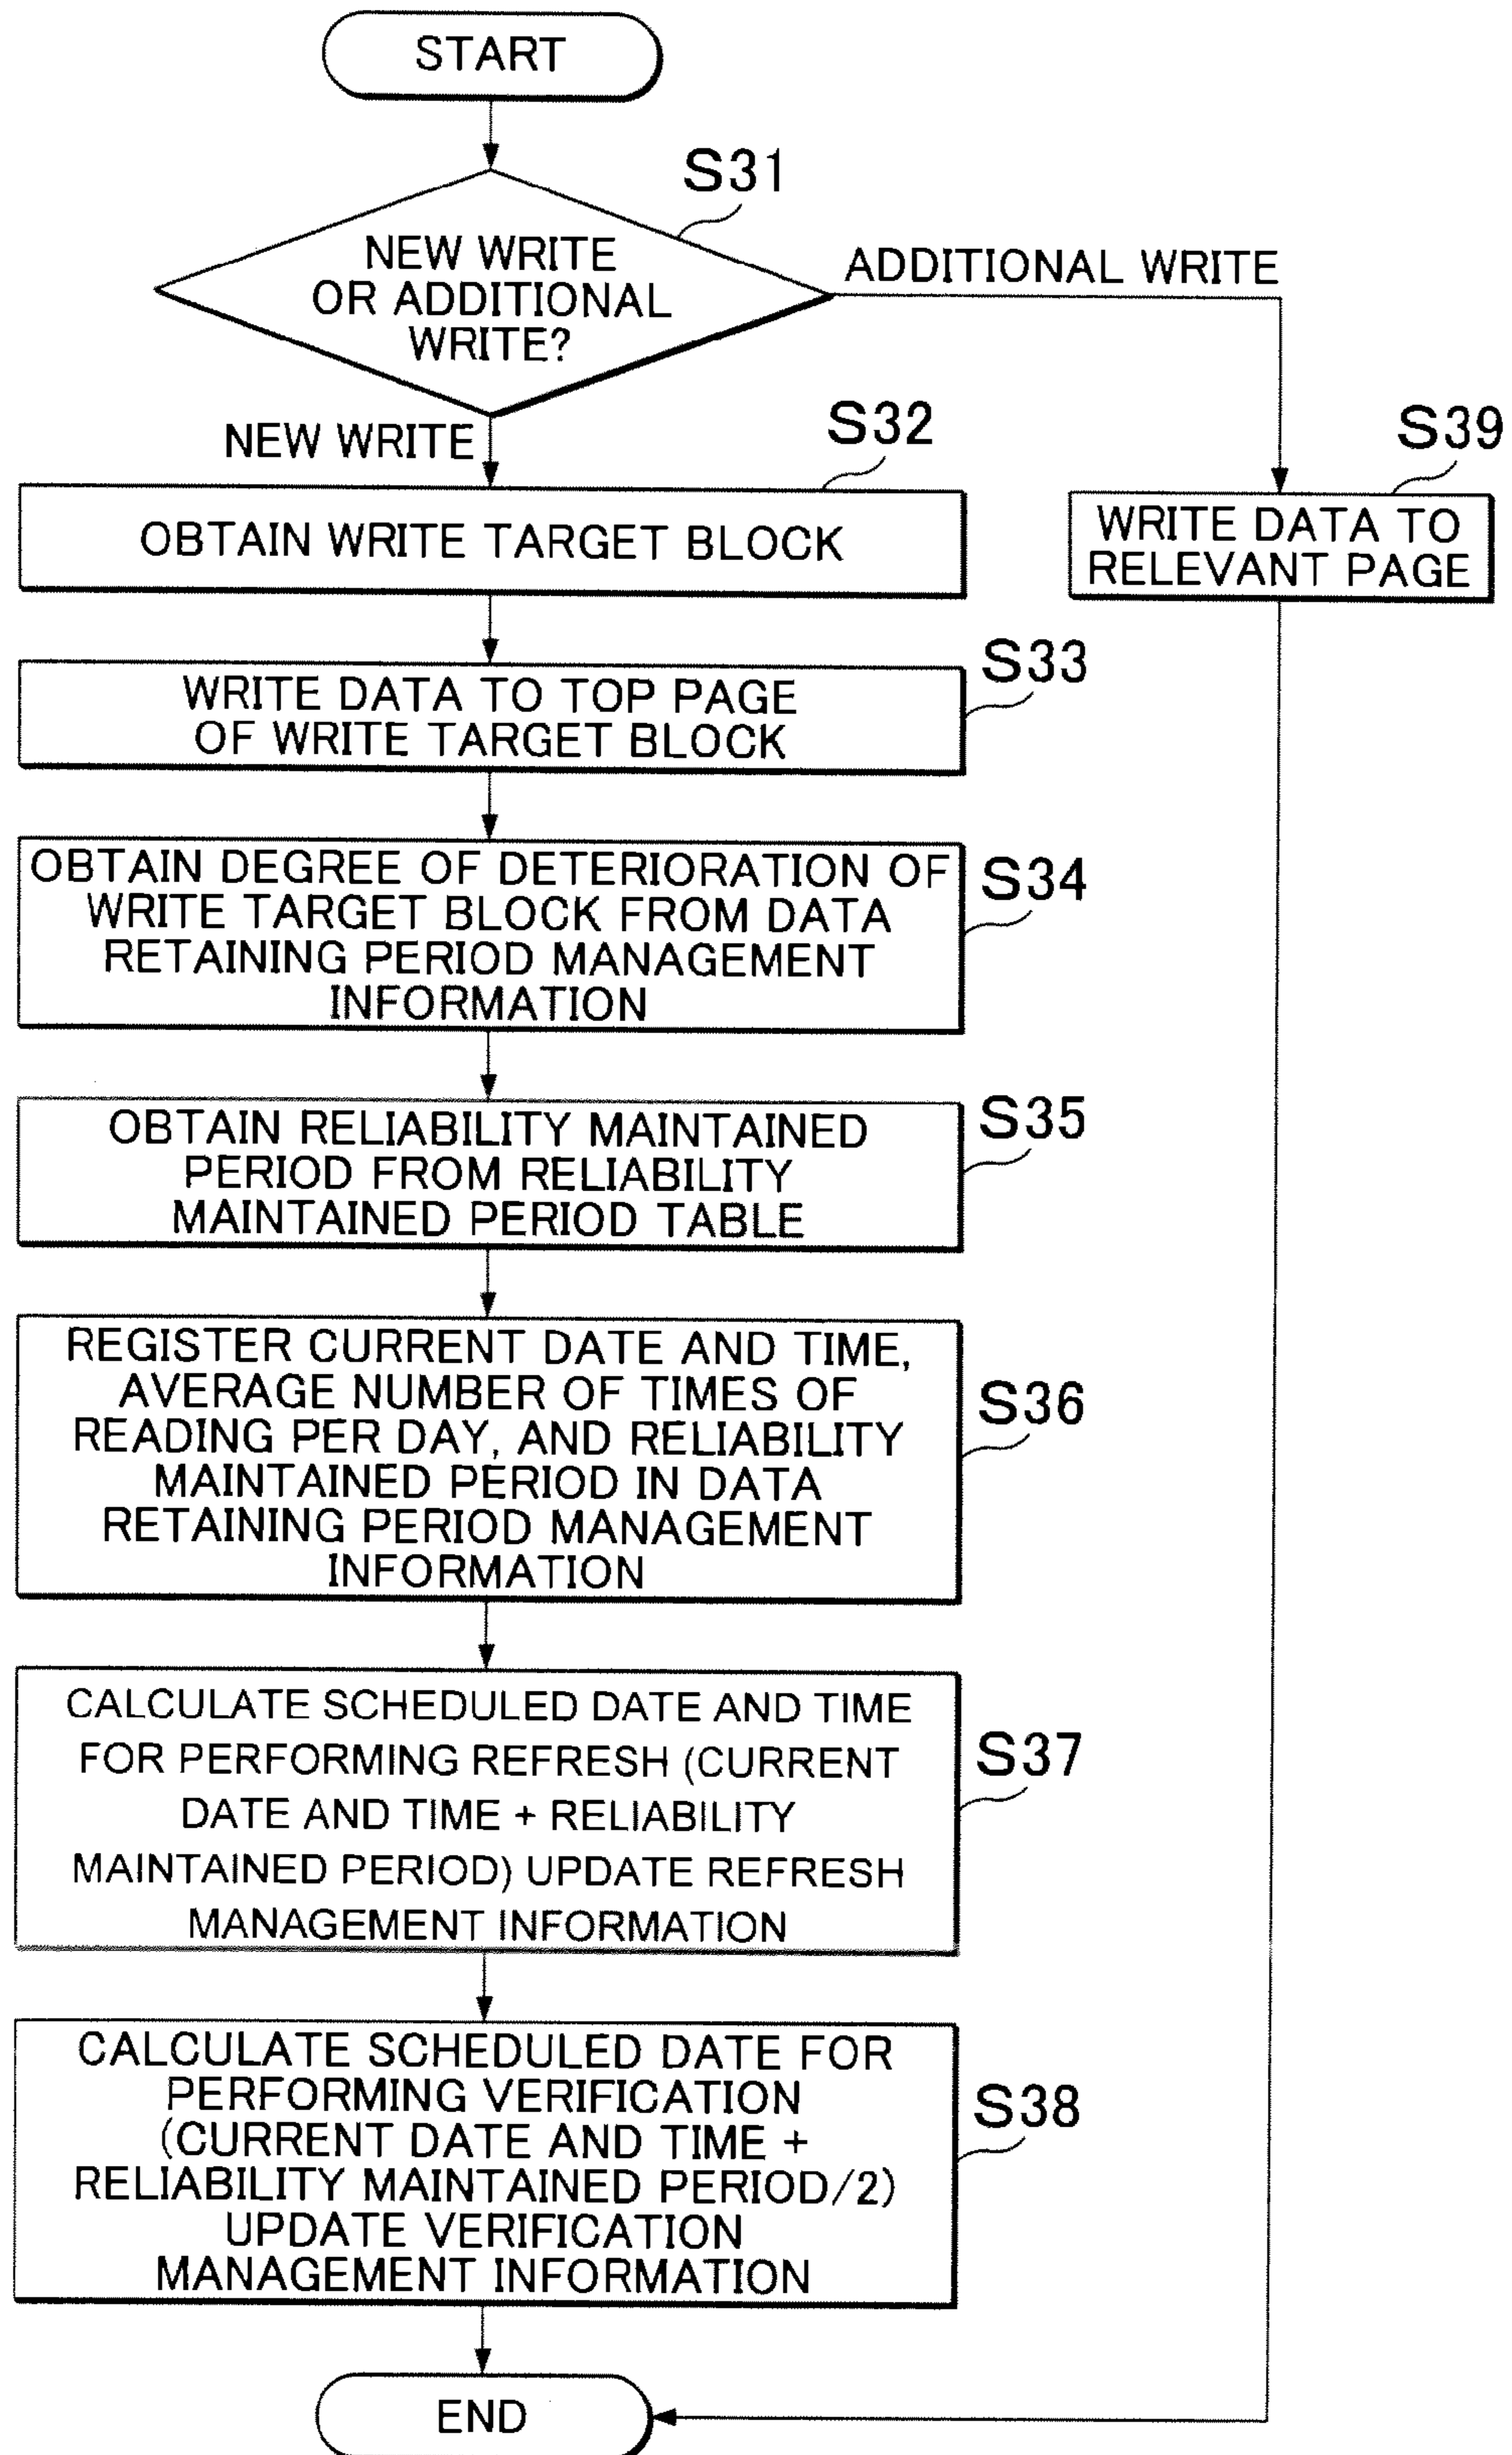 START
S31
NEW WRITE
OR ADDITIONAL
WRITE?
ADDITIONAL WRITE
NEW WRITE
S32
OBTAIN WRITE TARGET BLOCK
S39
WRITE DATA TO
RELEVANT PAGE
S33
WRITE DATA TO TOP PAGE
OF WRITE TARGET BLOCK
S34
OBTAIN DEGREE OF DETERIORATION OF
WRITE TARGET BLOCK FROM DATA
RETAINING PERIOD MANAGEMENT
INFORMATION
S35
OBTAIN RELIABILITY MAINTAINED
PERIOD FROM RELIABILITY
MAINTAINED PERIOD TABLE
S36
REGISTER CURRENT DATE AND TIME,
AVERAGE NUMBER OF TIMES OF
READING PER DAY, AND RELIABILITY
MAINTAINED PERIOD IN DATA
RETAINING PERIOD MANAGEMENT
INFORMATION
S37
CALCULATE SCHEDULED DATE AND TIME
FOR PERFORMING REFRESH (CURRENT
DATE AND TIME + RELIABILITY
MAINTAINED PERIOD) UPDATE REFRESH
MANAGEMENT INFORMATION
S38
CALCULATE SCHEDULED DATE FOR
PERFORMING VERIFICATION
(CURRENT DATE AND TIME +
RELIABILITY MAINTAINED PERIOD/2)
UPDATE VERIFICATION
MANAGEMENT INFORMATION
END